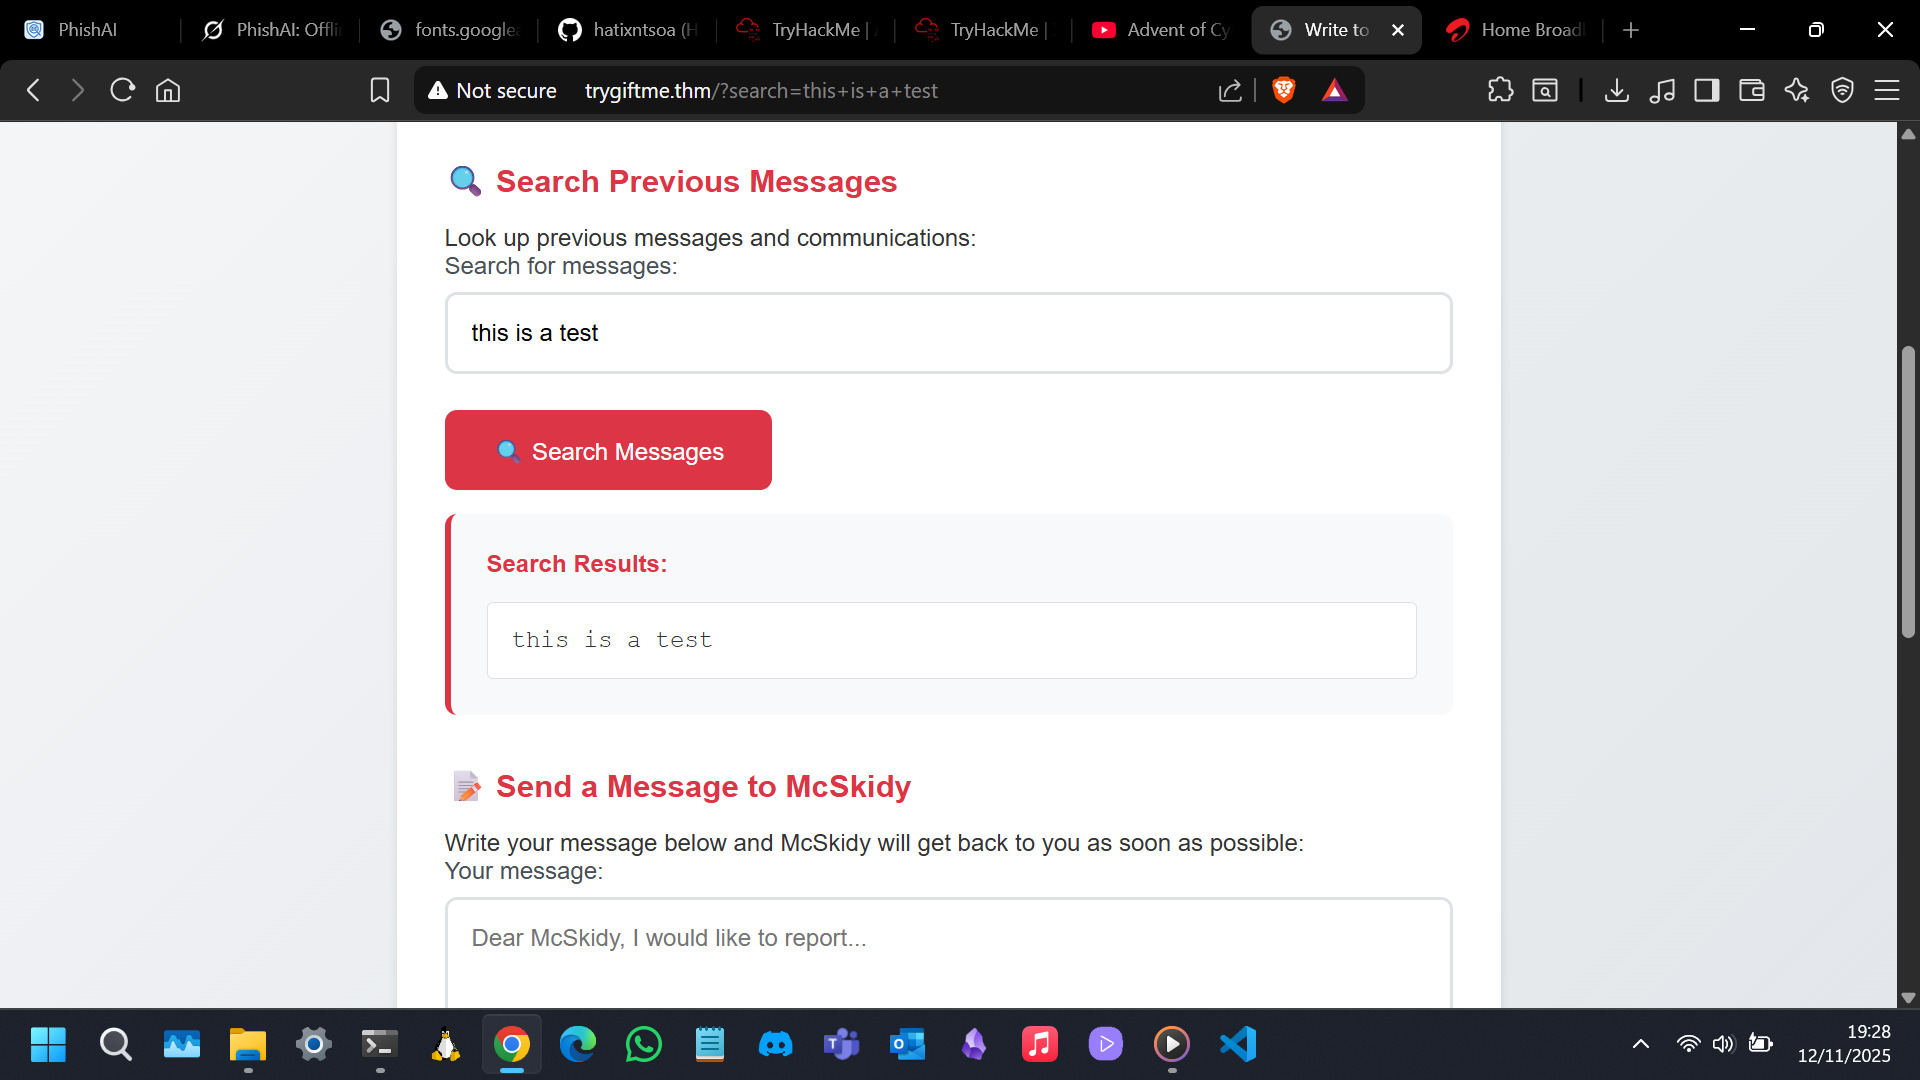 PhishAI
PhishAI: Offli
fonts.google
hatixntsoa (H
TryHackMe |
TryHackMe |
Advent of Cy
Write to
Home Broad
Not secure
trygiftme.thm/?search=this+is+a+test
Search Previous Messages
Look up previous messages and communications:
Search for messages:
this is a test
Search Messages
Search Results:
this is a test
Send a Message to McSkidy
Write your message below and McSkidy will get back to you as soon as possible:
Your message:
Dear McSkidy, I would like to report...
19:28
12/11/2025